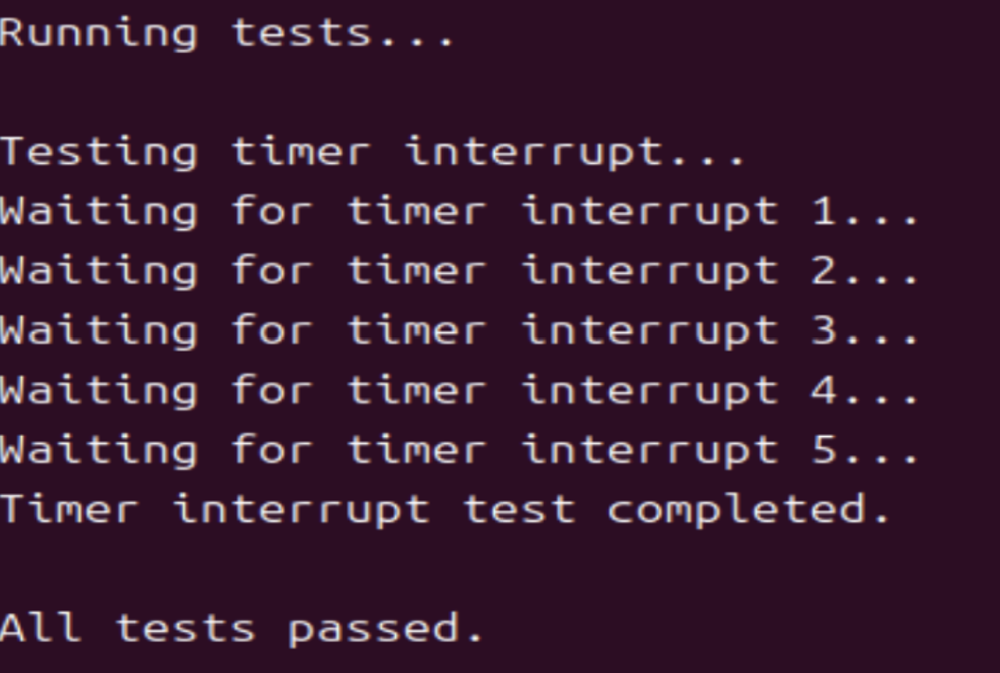 Running tests...
Testing timer interrupt...
Waiting for timer interrupt 1...
Waiting for timer interrupt 2...
Waiting for timer interrupt 3...
Waiting for timer interrupt 4...
Waiting for timer interrupt 5...
Timer interrupt test completed.
All tests passed.